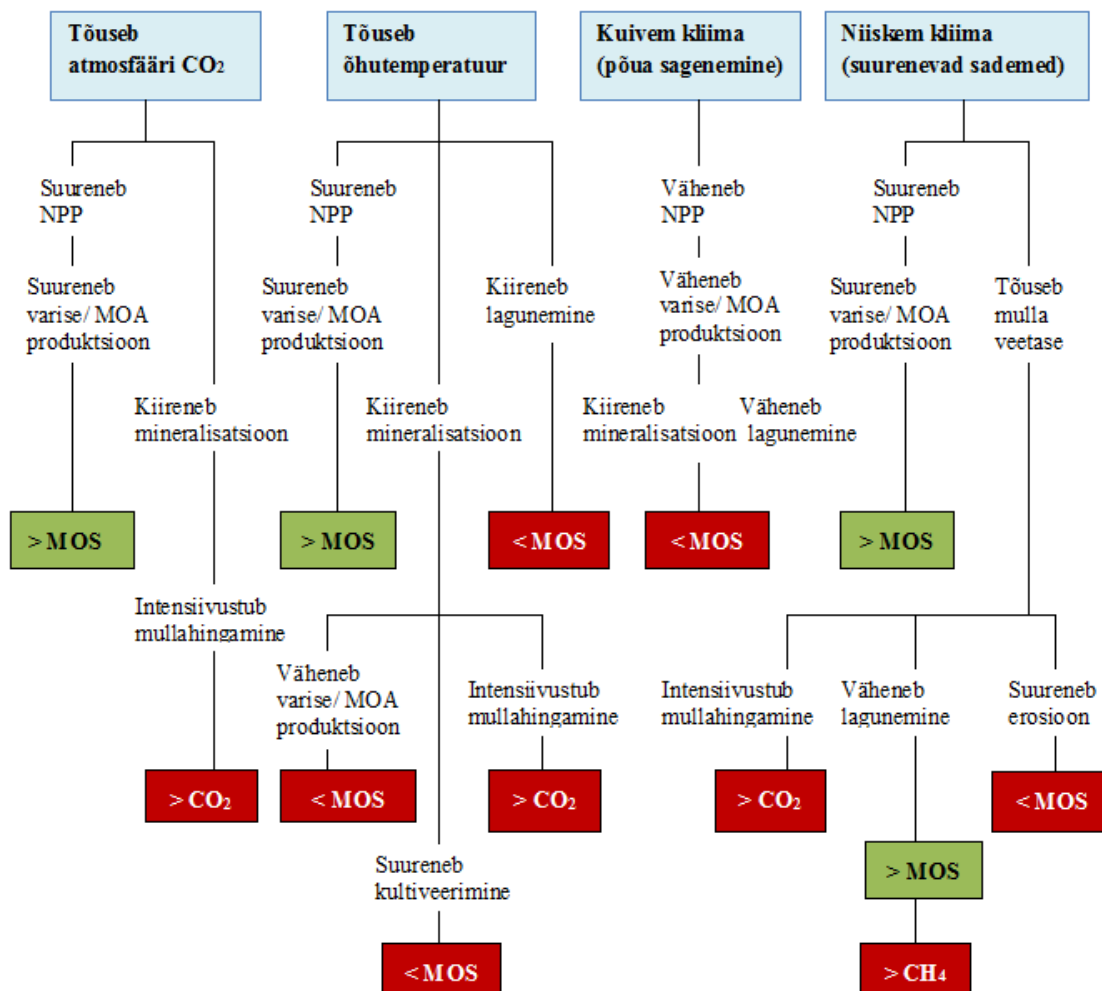 Tõuseb
atmosfääri CO₂
Tõuseb
õhutemperatuur
Kuivem kliima
(põua sagenemine)
Niiskem kliima
(suurenevad sademed)
Suureneb
NPP
Suureneb
NPP
Väheneb
NPP
Suureneb
NPP
Suureneb
varise/ MOA
produktsioon
Suureneb
varise/ MOA
produktsioon
Kiireneb
lagunemine
Väheneb
varise/ MOA
produktsioon
Suureneb
varise/ MOA
produktsioon
Tõuseb
mulla
veetase
Kiireneb
mineralisatsioon
Kiireneb
mineralisatsioon
Kiireneb
mineralisatsioon
Väheneb
lagunemine
> MOS
> MOS
< MOS
< MOS
> MOS
Intensiivustub
mullahingamine
Väheneb
varise/ MOA
produktsioon
Intensiivustub
mullahingamine
Intensiivustub
mullahingamine
Väheneb
lagunemine
Suureneb
erosioon
> CO₂
< MOS
> CO₂
> CO₂
< MOS
Suureneb
kultiveerimine
> MOS
< MOS
> CH₄